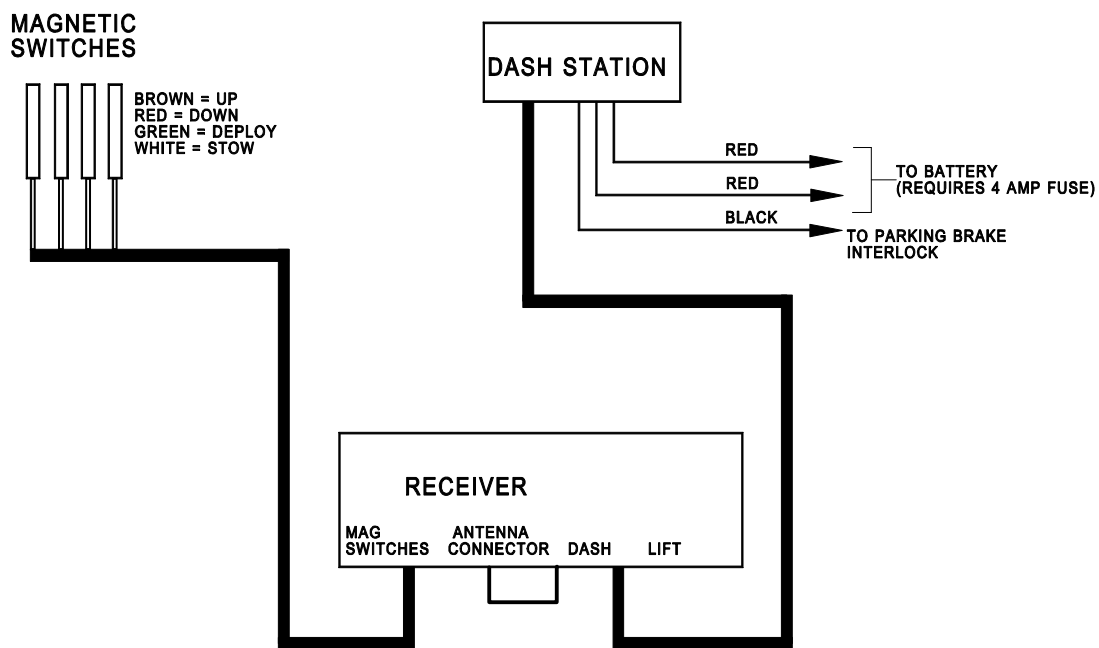 MAGNETIC
SWITCHES
BROWN = UP
RED = DOWN
GREEN = DEPLOY
WHITE = STOW
DASH STATION
RED
RED
BLACK
TO BATTERY
(REQUIRES 4 AMP FUSE)
TO PARKING BRAKE
INTERLOCK
RECEIVER
MAG
SWITCHES
ANTENNA
CONNECTOR
DASH
LIFT